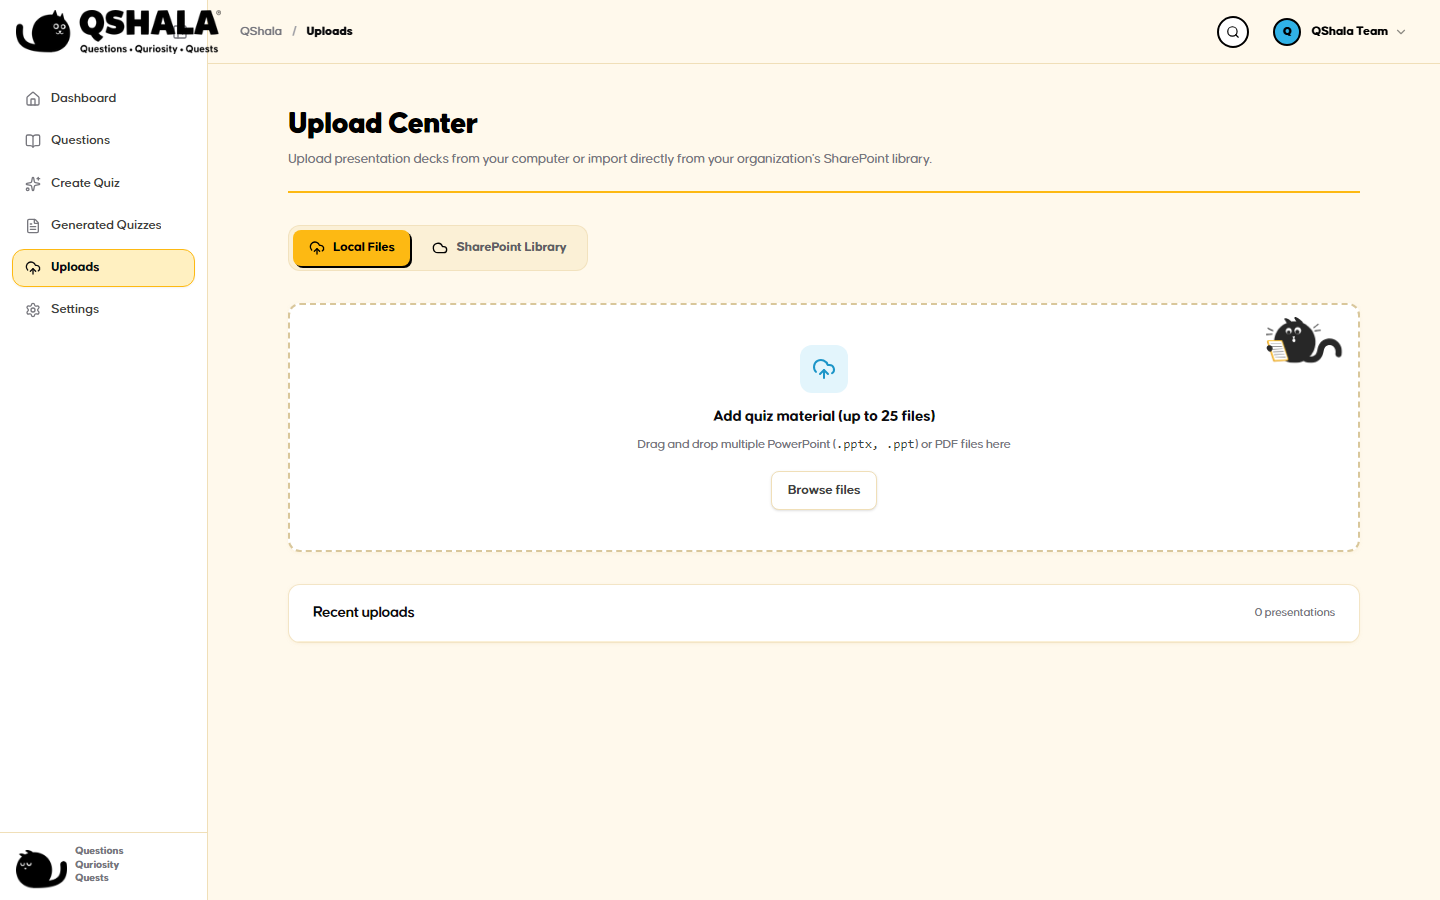 QSHALA®
Questions • Quriosity • Quests
QShala / Uploads
Q QShala Team
Dashboard
Questions
Create Quiz
Generated Quizzes
Uploads
Settings
Upload Center
Upload presentation decks from your computer or import directly from your organization's SharePoint library.
Local Files
SharePoint Library
Add quiz material (up to 25 files)
Drag and drop multiple PowerPoint (.pptx, .ppt) or PDF files here
Browse files
Recent uploads
0 presentations
Questions
Quriosity
Quests